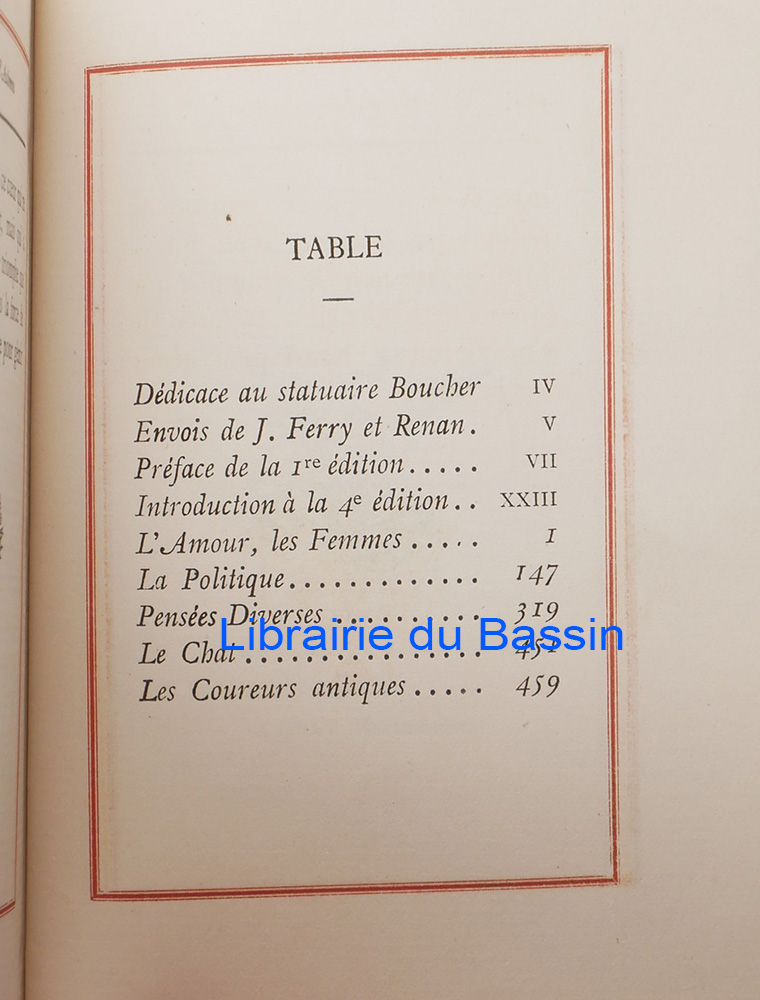 TABLE
Dédicace au statuaire Boucher IV
Envois de J. Ferry et Renan. V
Préface de la 1re édition..... VII
Introduction à la 4e édition.. XXIII
L'Amour, les Femmes ..... 1
La Politique............. 147
Pensées Diverses .......... 319
Librairie du Bassin
Le Chat ................ 451
Les Coureurs antiques ..... 459